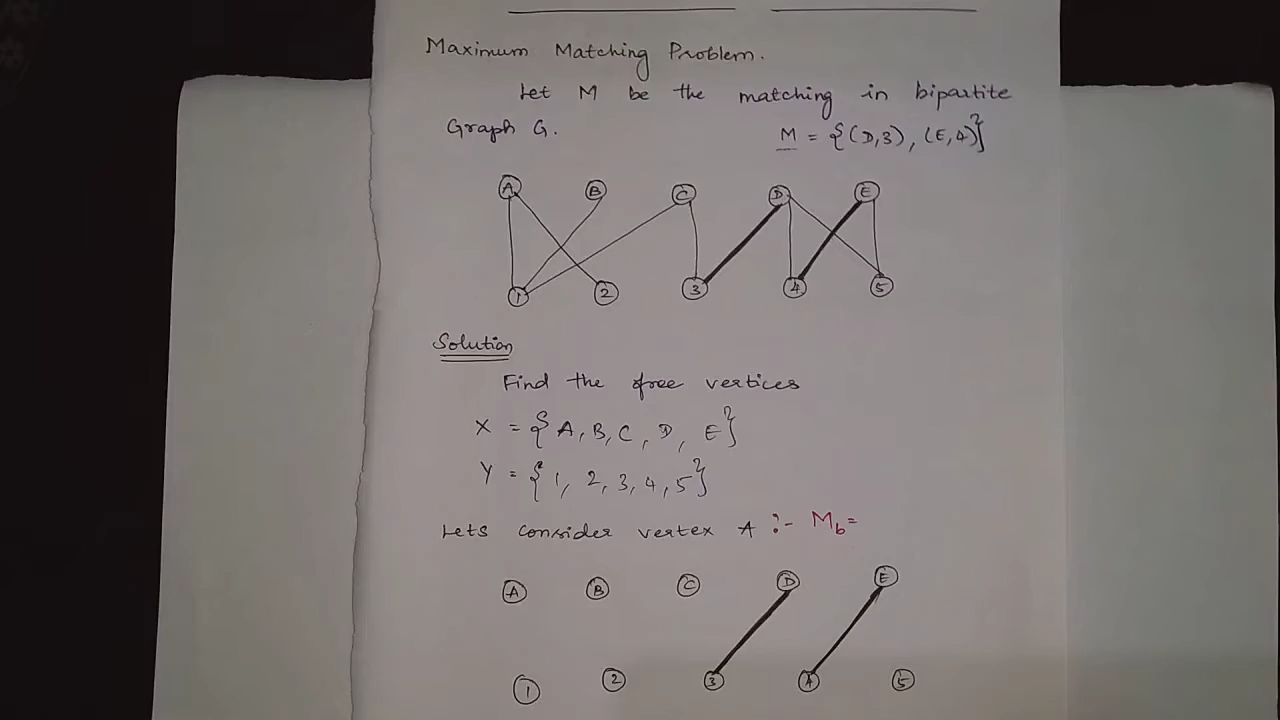 Maximum Matching Problem.
Let M be the matching in bipartite
Graph G. M = {(D,3), (E,4)}
A B C D E
1 2 3 4 5
Solution
Find the free vertices
X = {A, B, C, D, E}
Y = {1, 2, 3, 4, 5}
Lets consider vertex A :- Mb=
A B C D E
1 2 3 4 5